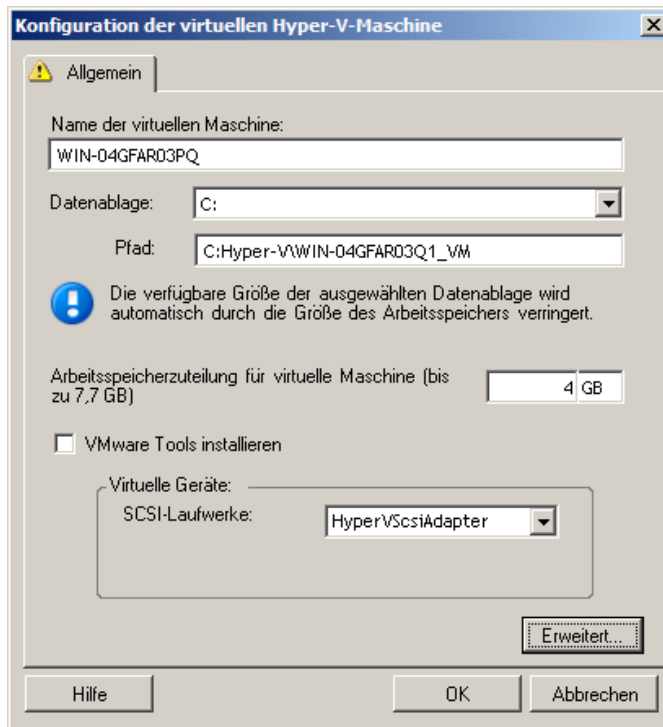 Konfiguration der virtuellen Hyper-V-Maschine
Allgemein
Name der virtuellen Maschine:
WIN-04GFAR03PQ
Datenablage:
C:
Pfad:
C:Hyper-V\WIN-04GFAR03Q1_VM
Die verfügbare Größe der ausgewählten Datenablage wird
automatisch durch die Größe des Arbeitsspeichers verringert.
Arbeitsspeicherzuteilung für virtuelle Maschine (bis
zu 7,7 GB)
4 GB
VMware Tools installieren
Virtuelle Geräte:
SCSI-Laufwerke:
HyperVScsiAdapter
Erweitert...
Hilfe
OK
Abbrechen